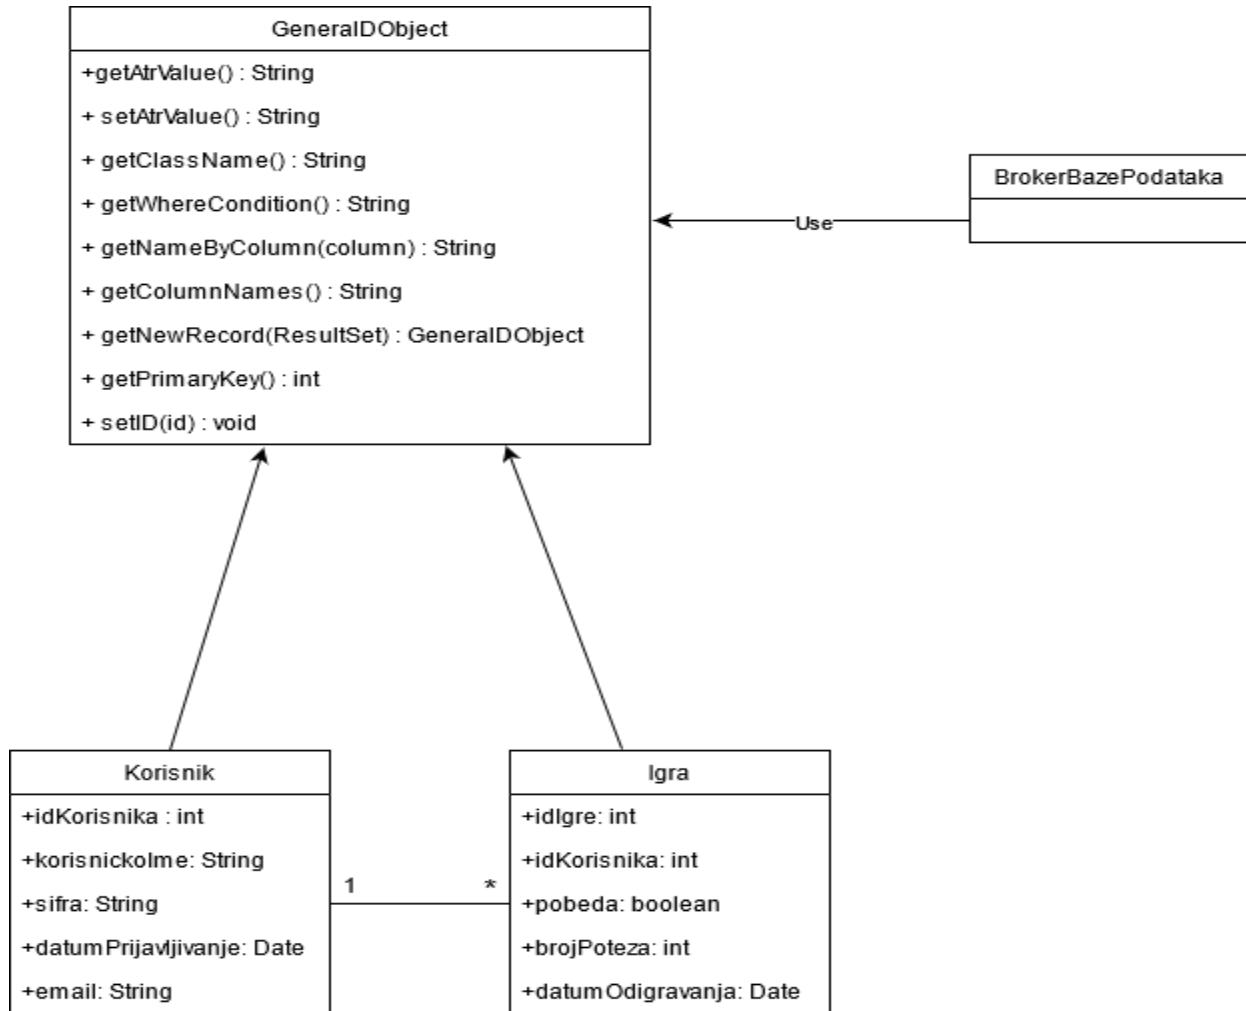 GeneralDObject
+getAtrValue() : String
+ setAtrValue() : String
+ getClassName() : String
+ getWhereCondition() : String
+ getNameByColumn(column) : String
+ getColumnNames() : String
+ getNewRecord(ResultSet) : GeneralDObject
+ getPrimaryKey() : int
+ setID(id) : void
BrokerBazePodataka
Use
Korisnik
+idKorisnika : int
+korisnickoIme: String
+sifra: String
+datumPrijavljivanje: Date
+email: String
1
*
Igra
+idIgre: int
+idKorisnika: int
+pobeda: boolean
+brojPoteza: int
+datumOdigravanja: Date